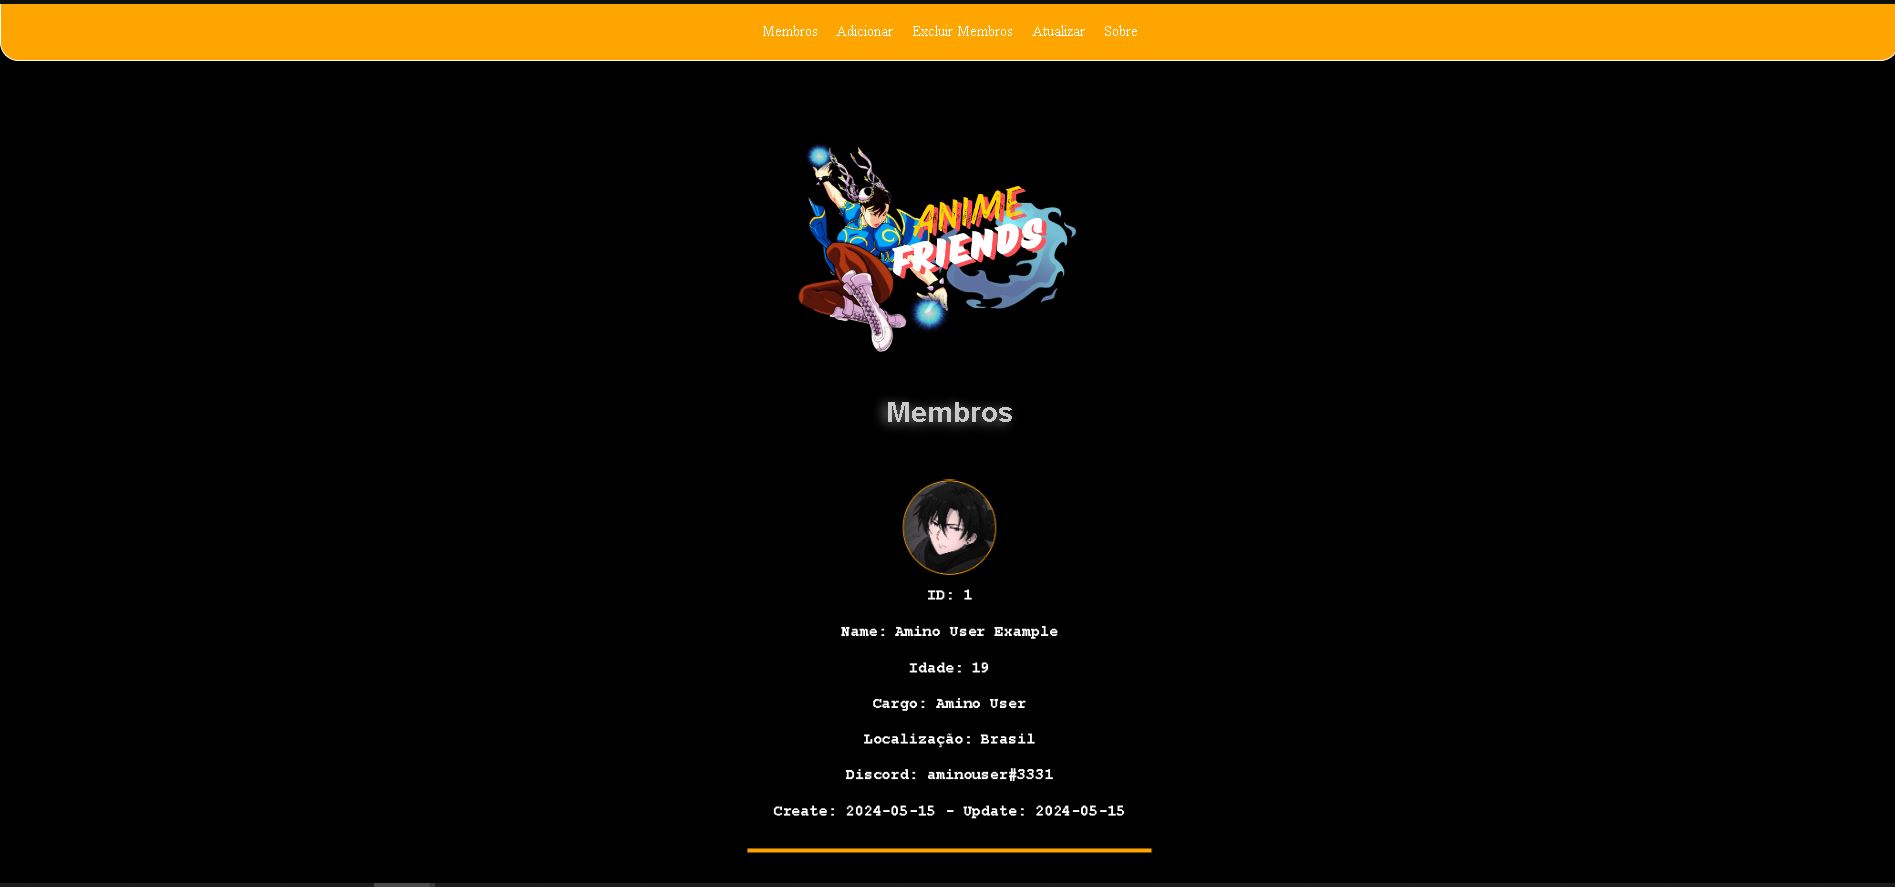 Membros Adicionar Excluir Membros Atualizar Sobre
ANIME
FRIENDS
Membros
ID: 1
Name: Amino User Example
Idade: 19
Cargo: Amino User
Localização: Brasil
Discord: aminouser#3331
Create: 2024-05-15 - Update: 2024-05-15